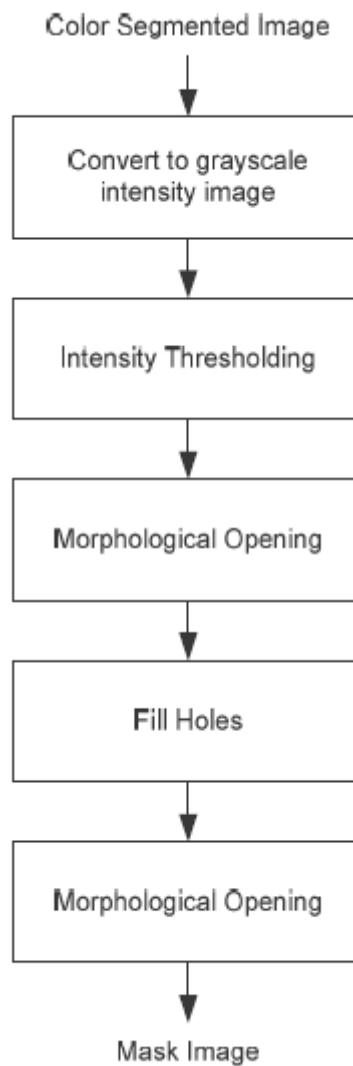 Color Segmented Image
Convert to grayscale
intensity image
Intensity Thresholding
Morphological Opening
Fill Holes
Morphological Opening
Mask Image